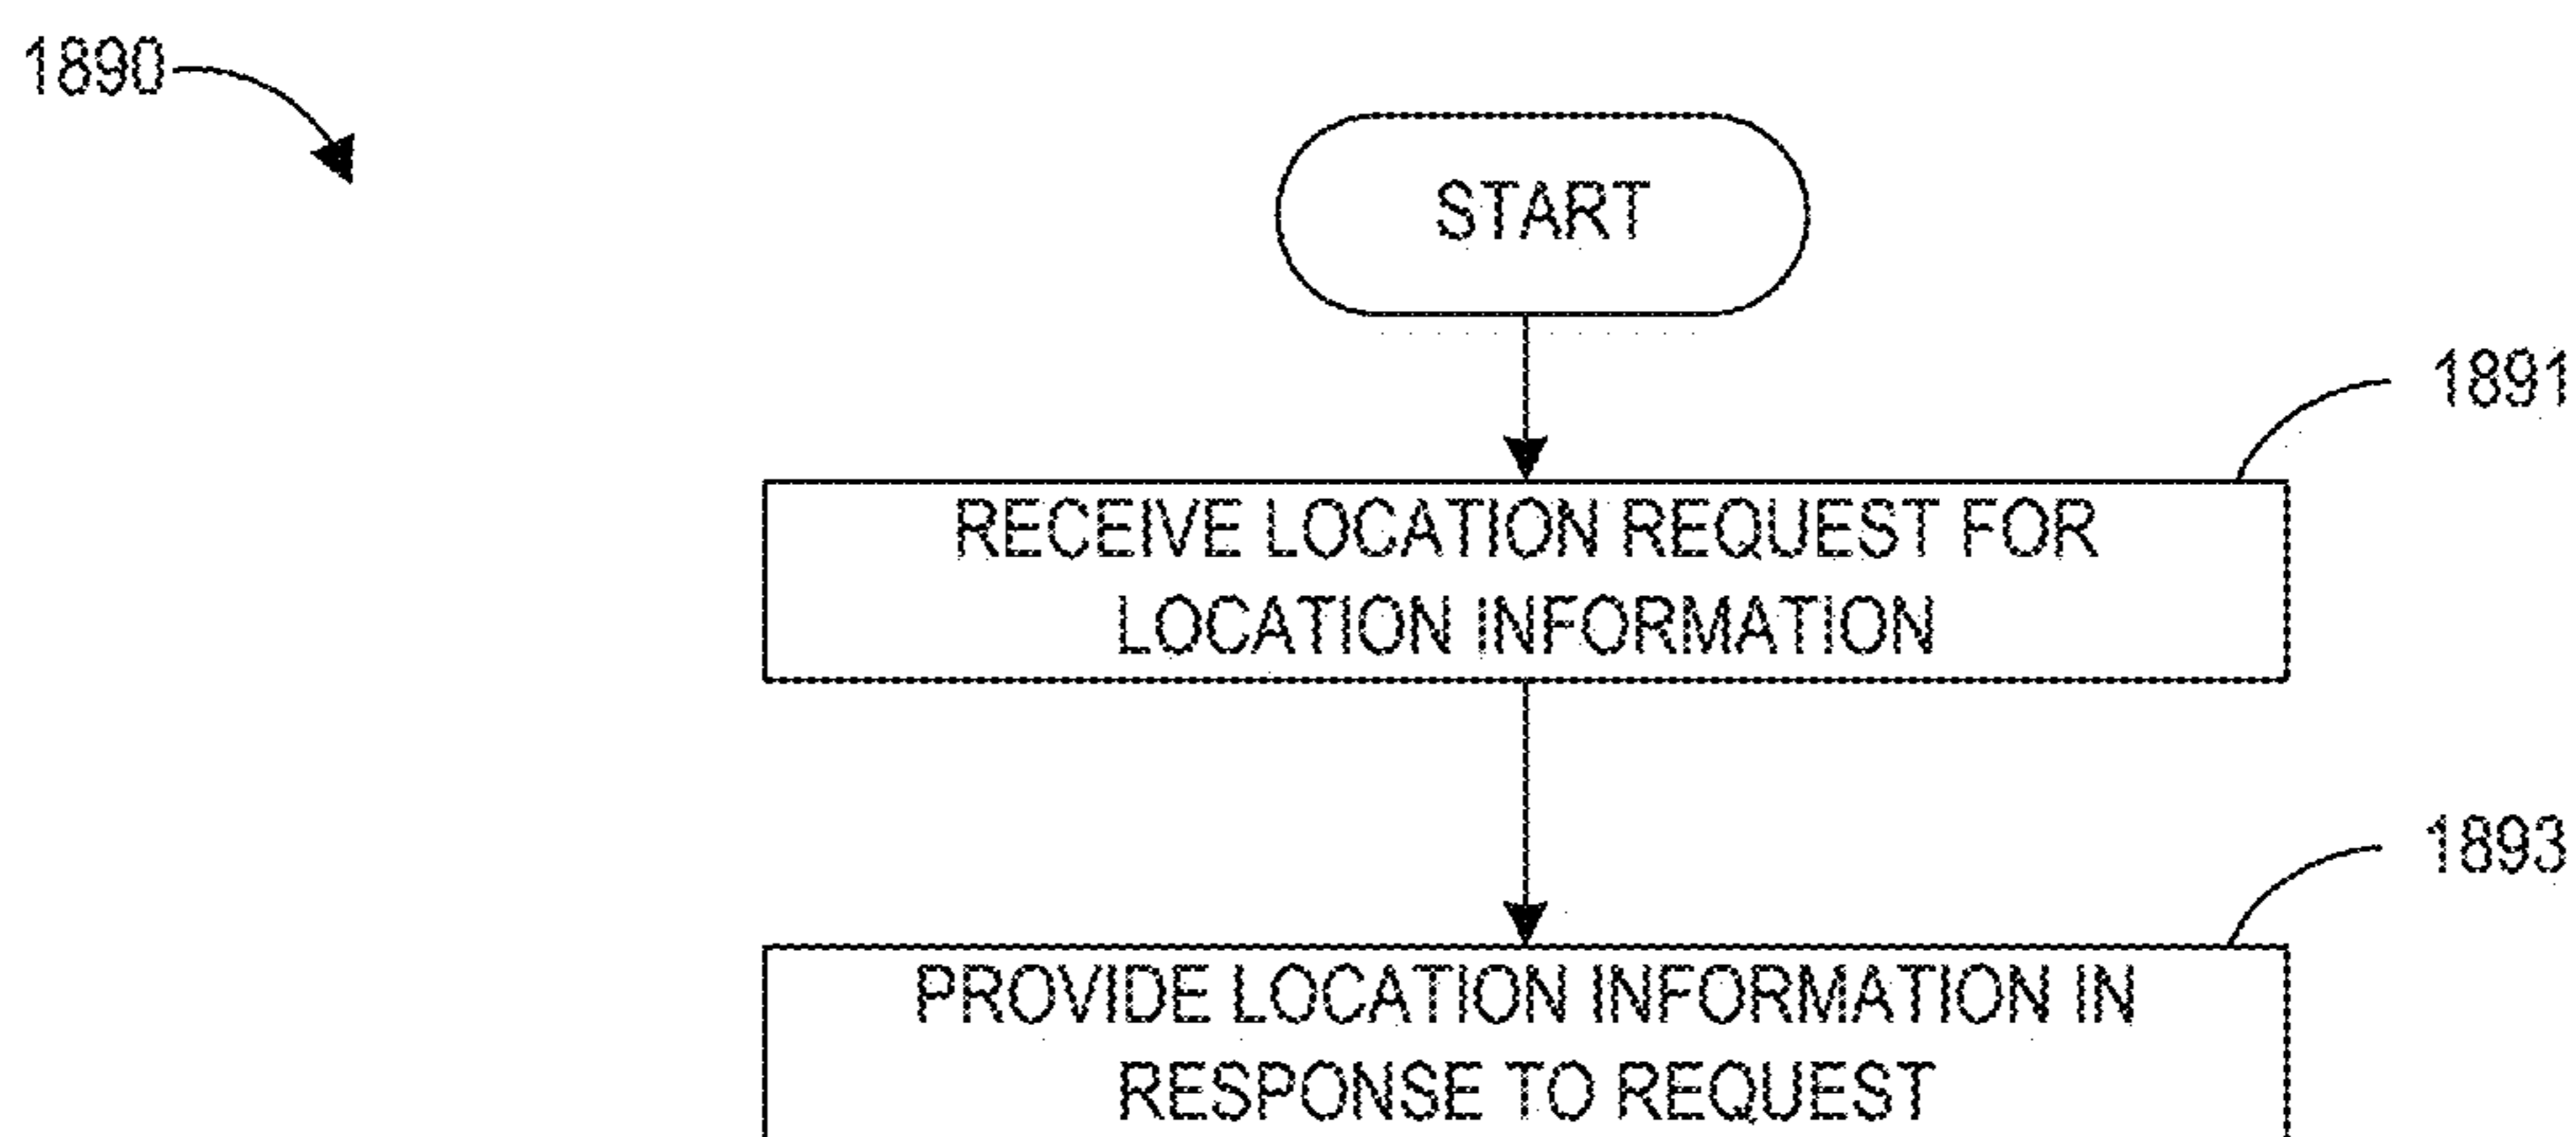 1890
START
1891
RECEIVE LOCATION REQUEST FOR
LOCATION INFORMATION
1893
PROVIDE LOCATION INFORMATION IN
RESPONSE TO REQUEST